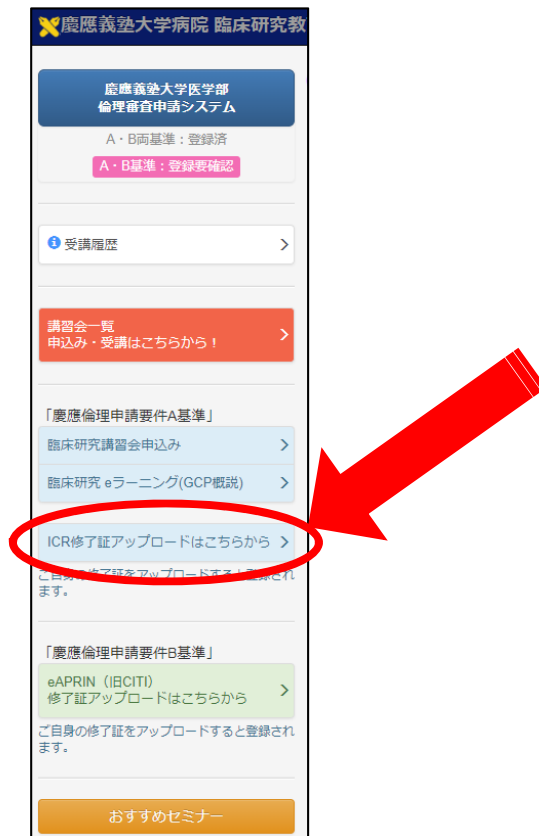 慶應義塾大学病院 臨床研究教
慶應義塾大学医学部
倫理審査申請システム
A・B両基準：登録済
A・B基準：登録要確認
受講履歴
講習会一覧
申込み・受講はこちらから！
「慶應倫理申請要件A基準」
臨床研究講習会申込み
臨床研究 eラーニング(GCP概説)
ICR修了証アップロードはこちらから
ご自身の修了証をアップロードすると登録され
ます。
「慶應倫理申請要件B基準」
eAPRIN（旧CITI）
修了証アップロードはこちらから
ご自身の修了証をアップロードすると登録され
ます。
おすすめセミナー